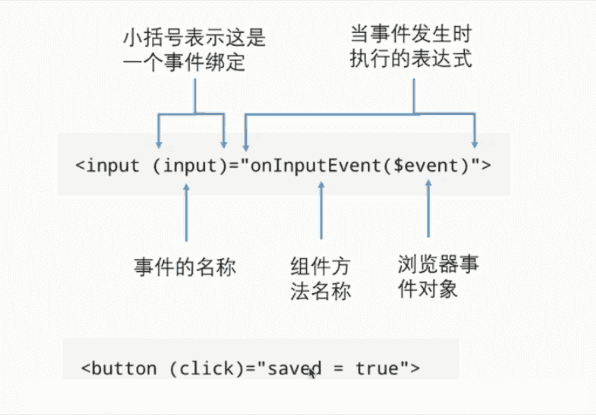 小括号表示这是
一个事件绑定
当事件发生时
执行的表达式
<input (input)="onInputEvent($event)">
事件的名称
组件方
法名称
浏览器事
件对象
<button (click)="saved = true">